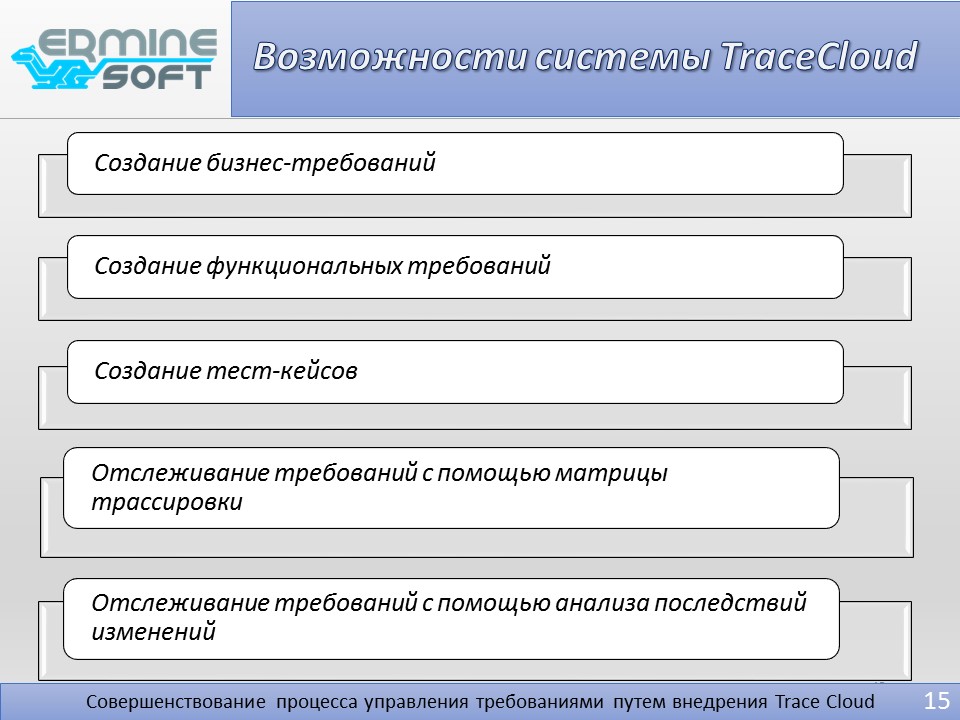 ERMINE
SOFT
Возможности системы TraceCloud
Создание бизнес-требований
Создание функциональных требований
Создание тест-кейсов
Отслеживание требований с помощью матрицы
трассировки
Отслеживание требований с помощью анализа последствий
изменений
Совершенствование процесса управления требованиями путем внедрения Trace Cloud
15